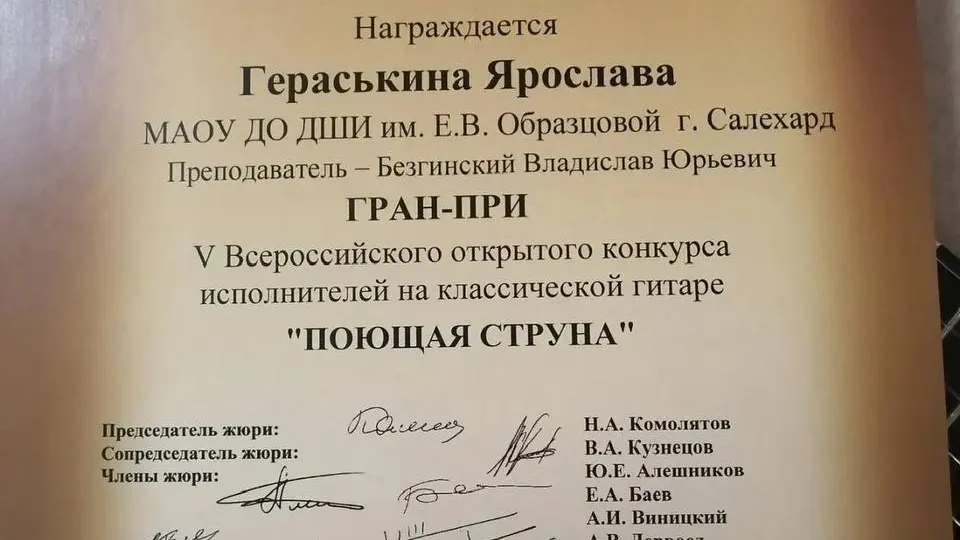 Награждается
Гераськина Ярослава
МАОУ ДО ДШИ им. Е.В. Образцовой г. Салехард
Преподаватель – Безгинский Владислав Юрьевич
ГРАН-ПРИ
V Всероссийского открытого конкурса
исполнителей на классической гитаре
"ПОЮЩАЯ СТРУНА"
Председатель жюри: Н.А. Комолятов
Сопредседатель жюри: В.А. Кузнецов
Члены жюри: Ю.Е. Алешников
Е.А. Баев
А.И. Виницкий